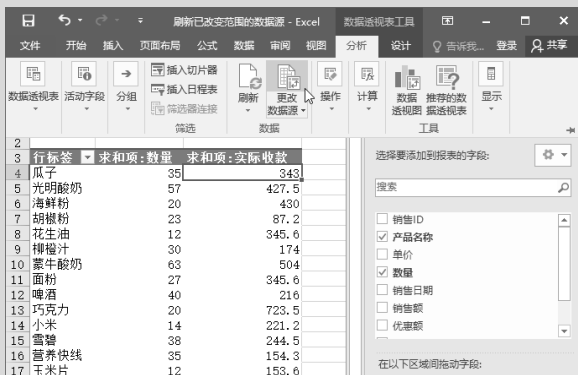 刷新已改变范围的数据源 - Excel 数据透视表工具
文件 开始 插入 页面布局 公式 数据 审阅 视图 分析 设计 告诉我... 登录 共享
数据透视表 活动字段 分组 插入切片器 插入日程表 筛选器连接 刷新 更改数据源 操作 计算 数据透视图 推荐的数据透视表 显示
筛选 数据 工具
2
3 行标签 求和项:数量 求和项:实际收款
4 瓜子 35 343
5 光明酸奶 57 427.5
6 海鲜粉 20 430
7 胡椒粉 23 87.2
8 花生油 12 345.6
9 柳橙汁 30 174
10 蒙牛酸奶 63 504
11 面粉 27 345.6
12 啤酒 40 216
13 巧克力 20 723.5
14 小米 14 221.2
15 雪碧 38 244.5
16 营养快线 35 154.3
17 玉米片 12 153.6
选择要添加到报表的字段:
搜索
销售ID
产品名称
单价
数量
销售日期
销售额
优惠额
在以下区域间拖动字段: